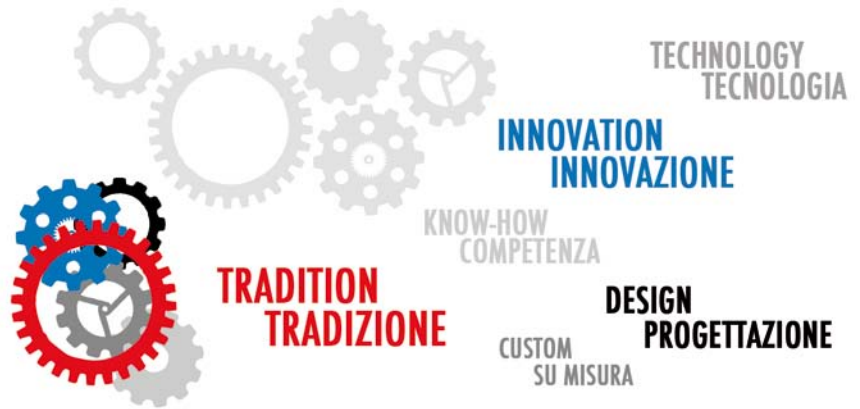 TECHNOLOGY
TECNOLOGIA
INNOVATION
INNOVAZIONE
KNOW-HOW
COMPETENZA
TRADITION
TRADIZIONE
DESIGN
PROGETTAZIONE
CUSTOM
SU MISURA